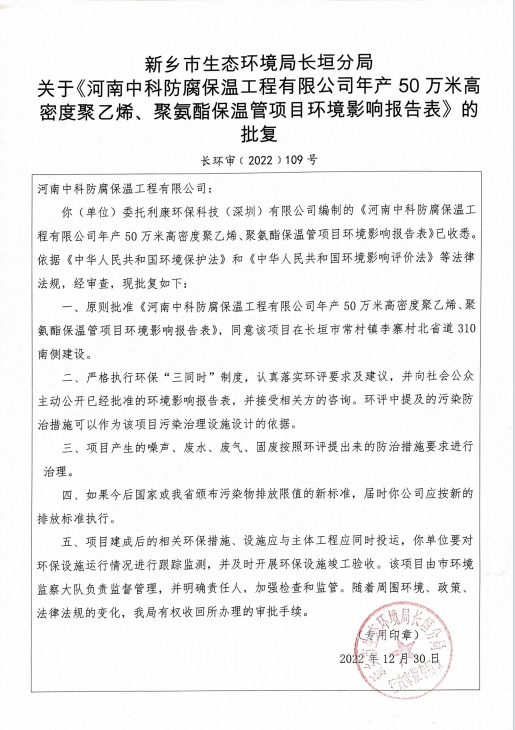 新乡市生态环境局长垣分局
关于《河南中科防腐保温工程有限公司年产 50 万米高
密度聚乙烯、聚氨酯保温管项目环境影响报告表》的
批复
长环审﹝2022﹞109 号
河南中科防腐保温工程有限公司：
你（单位）委托利康环保科技（深圳）有限公司编制的《河南中科防腐保温工
程有限公司年产 50 万米高密度聚乙烯、聚氨酯保温管项目环境影响报告表》已收悉。
依据《中华人民共和国环境保护法》和《中华人民共和国环境影响评价法》等法律
法规，经审查，现批复如下：
一、原则批准《河南中科防腐保温工程有限公司年产 50 万米高密度聚乙烯、聚
氨酯保温管项目环境影响报告表》，同意该项目在长垣市常村镇李寨村北省道 310
南侧建设。
二、严格执行环保“三同时”制度，认真落实环评要求及建议，并向社会公众
主动公开已经批准的环境影响报告表，并接受相关方的咨询。环评中提及的污染防
治措施可以作为该项目污染治理设施设计的依据。
三、项目产生的噪声、废水、废气、固废按照环评提出来的防治措施要求进行
治理。
四、如果今后国家或我省颁布污染物排放限值的新标准，届时你公司应按新的
排放标准执行。
五、项目建成后的相关环保措施、设施应与主体工程应同时投运，你单位要对
环保设施运行情况进行跟踪监测，并及时开展环保设施竣工验收。该项目由市环境
监察大队负责监督管理，并明确责任人，加强检查和监管。随着周围环境、政策、
法律法规的变化，我局有权收回所办理的审批手续。
（专用印章）
2022 年 12 月 30 日